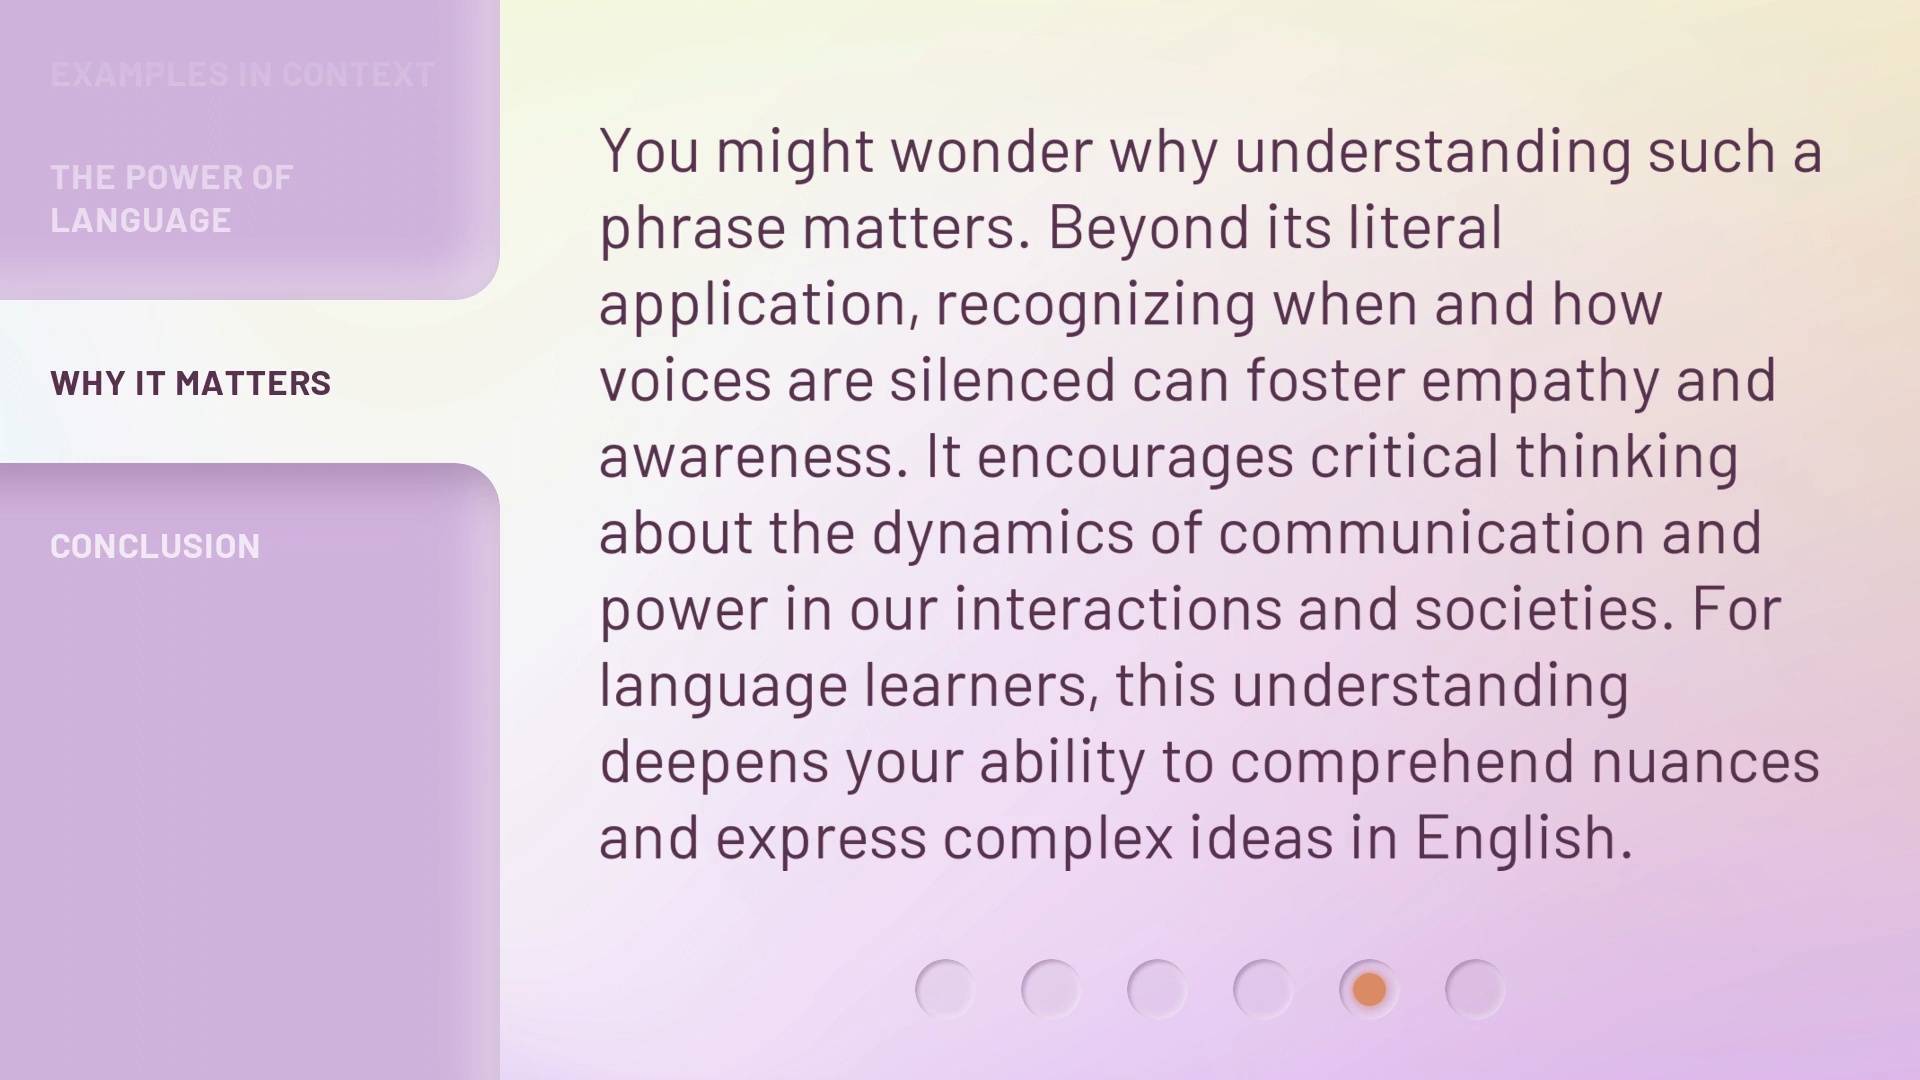 EXAMPLES IN CONTEXT
THE POWER OF
LANGUAGE
WHY IT MATTERS
CONCLUSION
You might wonder why understanding such a
phrase matters. Beyond its literal
application, recognizing when and how
voices are silenced can foster empathy and
awareness. It encourages critical thinking
about the dynamics of communication and
power in our interactions and societies. For
language learners, this understanding
deepens your ability to comprehend nuances
and express complex ideas in English.